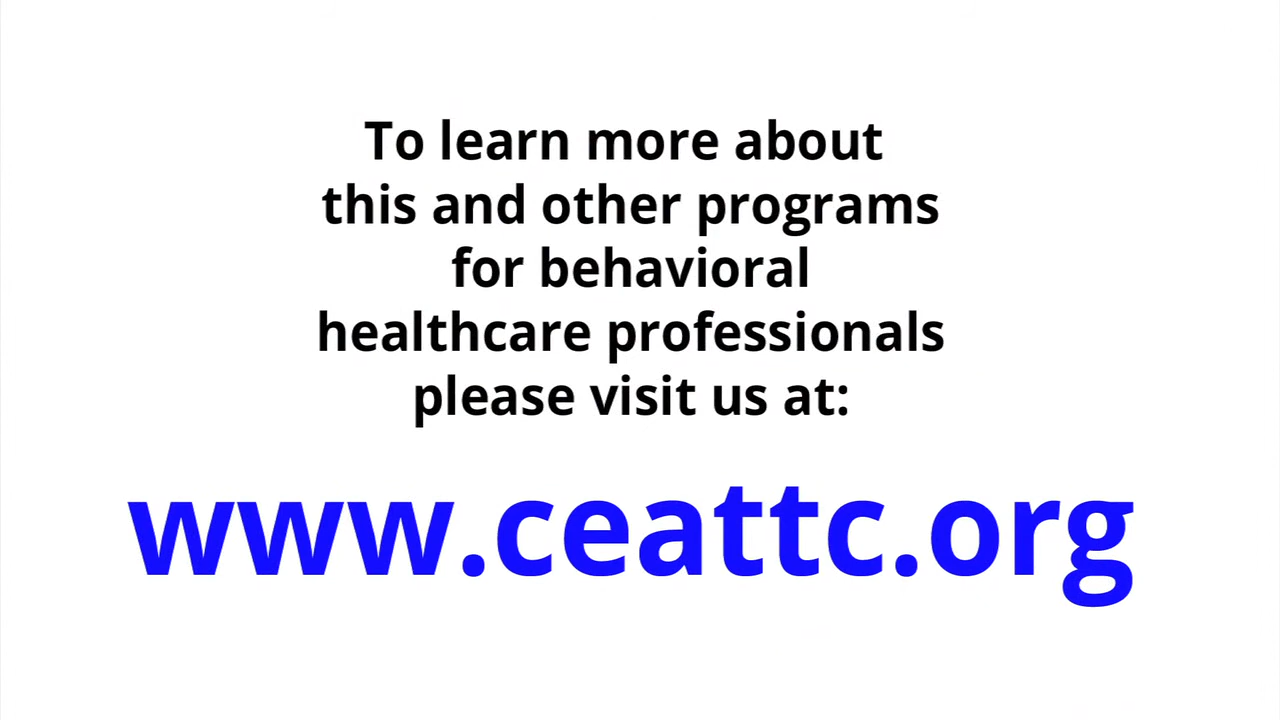 To learn more about
this and other programs
for behavioral
healthcare professionals
please visit us at:
www.ceattc.org